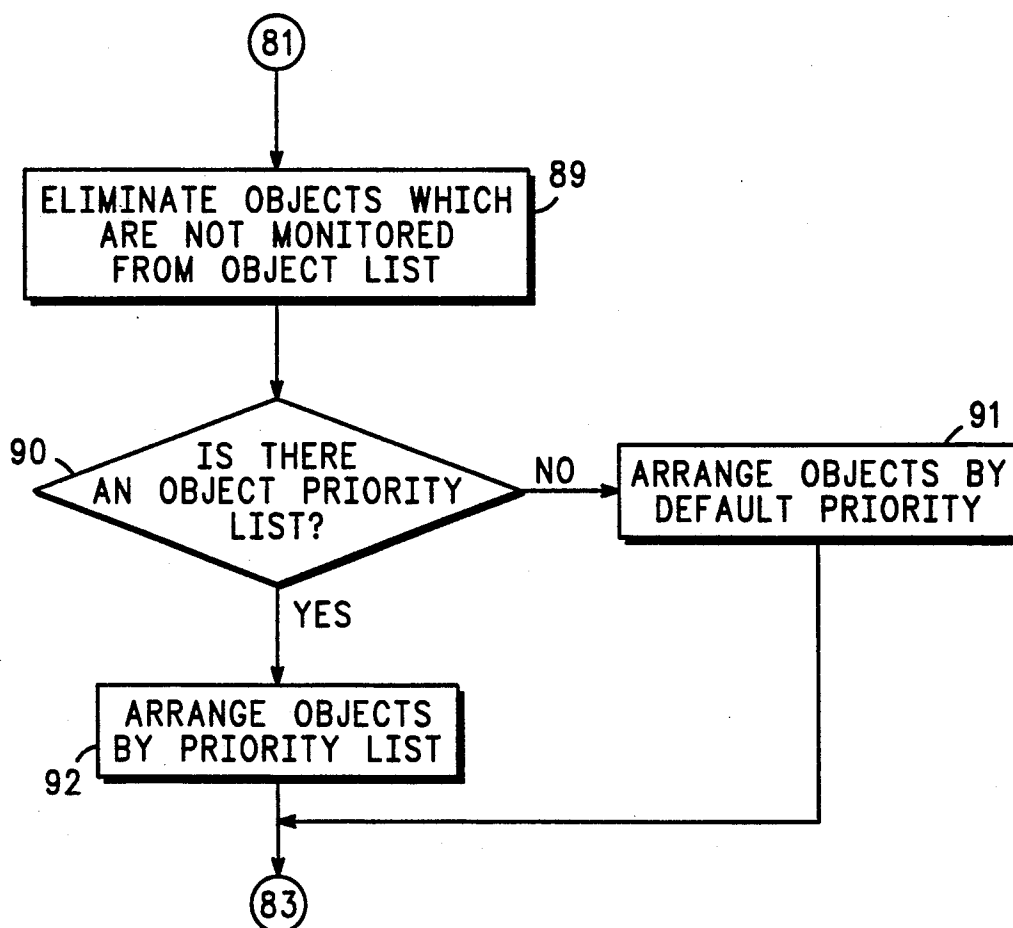 81
ELIMINATE OBJECTS WHICH
ARE NOT MONITORED
FROM OBJECT LIST
89
90
IS THERE
AN OBJECT PRIORITY
LIST?
NO
91
ARRANGE OBJECTS BY
DEFAULT PRIORITY
YES
ARRANGE OBJECTS
BY PRIORITY LIST
92
83